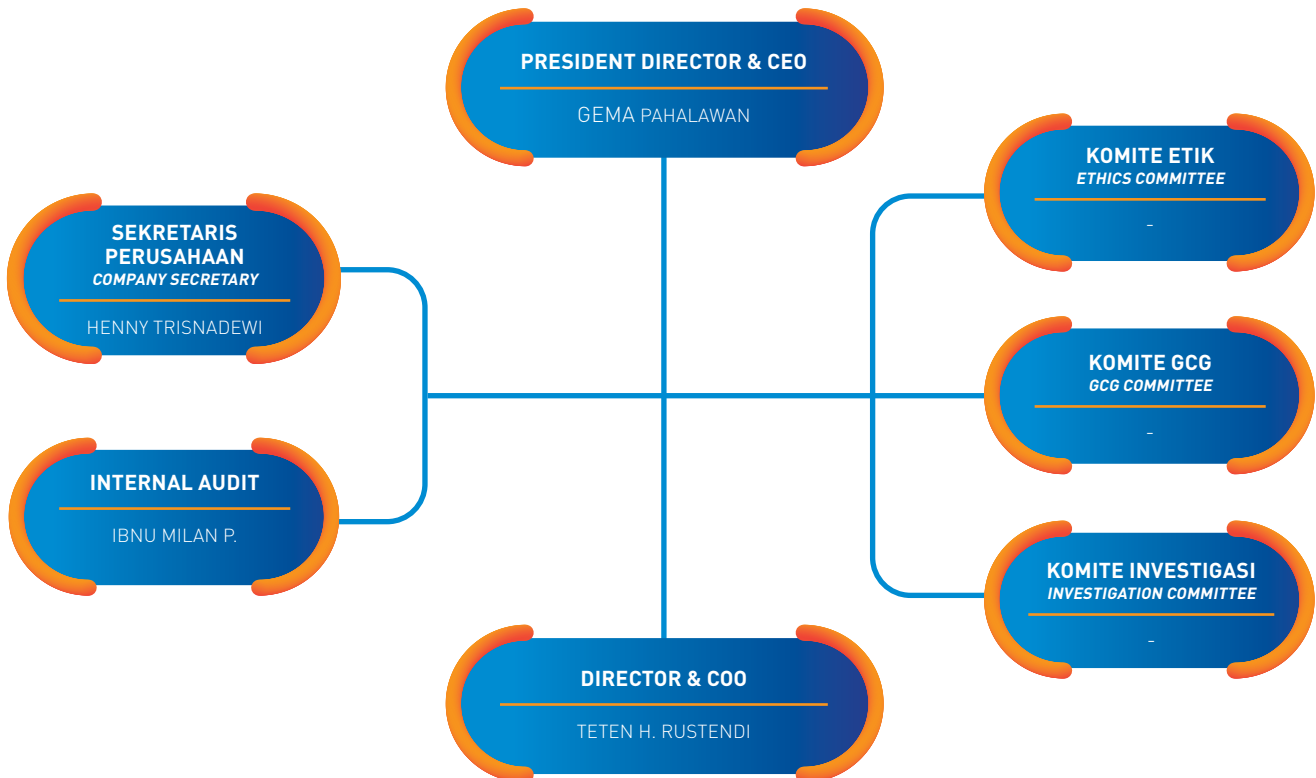 PRESIDENT DIRECTOR & CEO
GEMA PAHALAWAN
SEKRETARIS
PERUSAHAAN
COMPANY SECRETARY
HENNY TRISNADEWI
INTERNAL AUDIT
IBNU MILAN P.
KOMITE ETIK
ETHICS COMMITTEE
-
KOMITE GCG
GCG COMMITTEE
-
KOMITE INVESTIGASI
INVESTIGATION COMMITTEE
-
DIRECTOR & COO
TETEN H. RUSTENDI